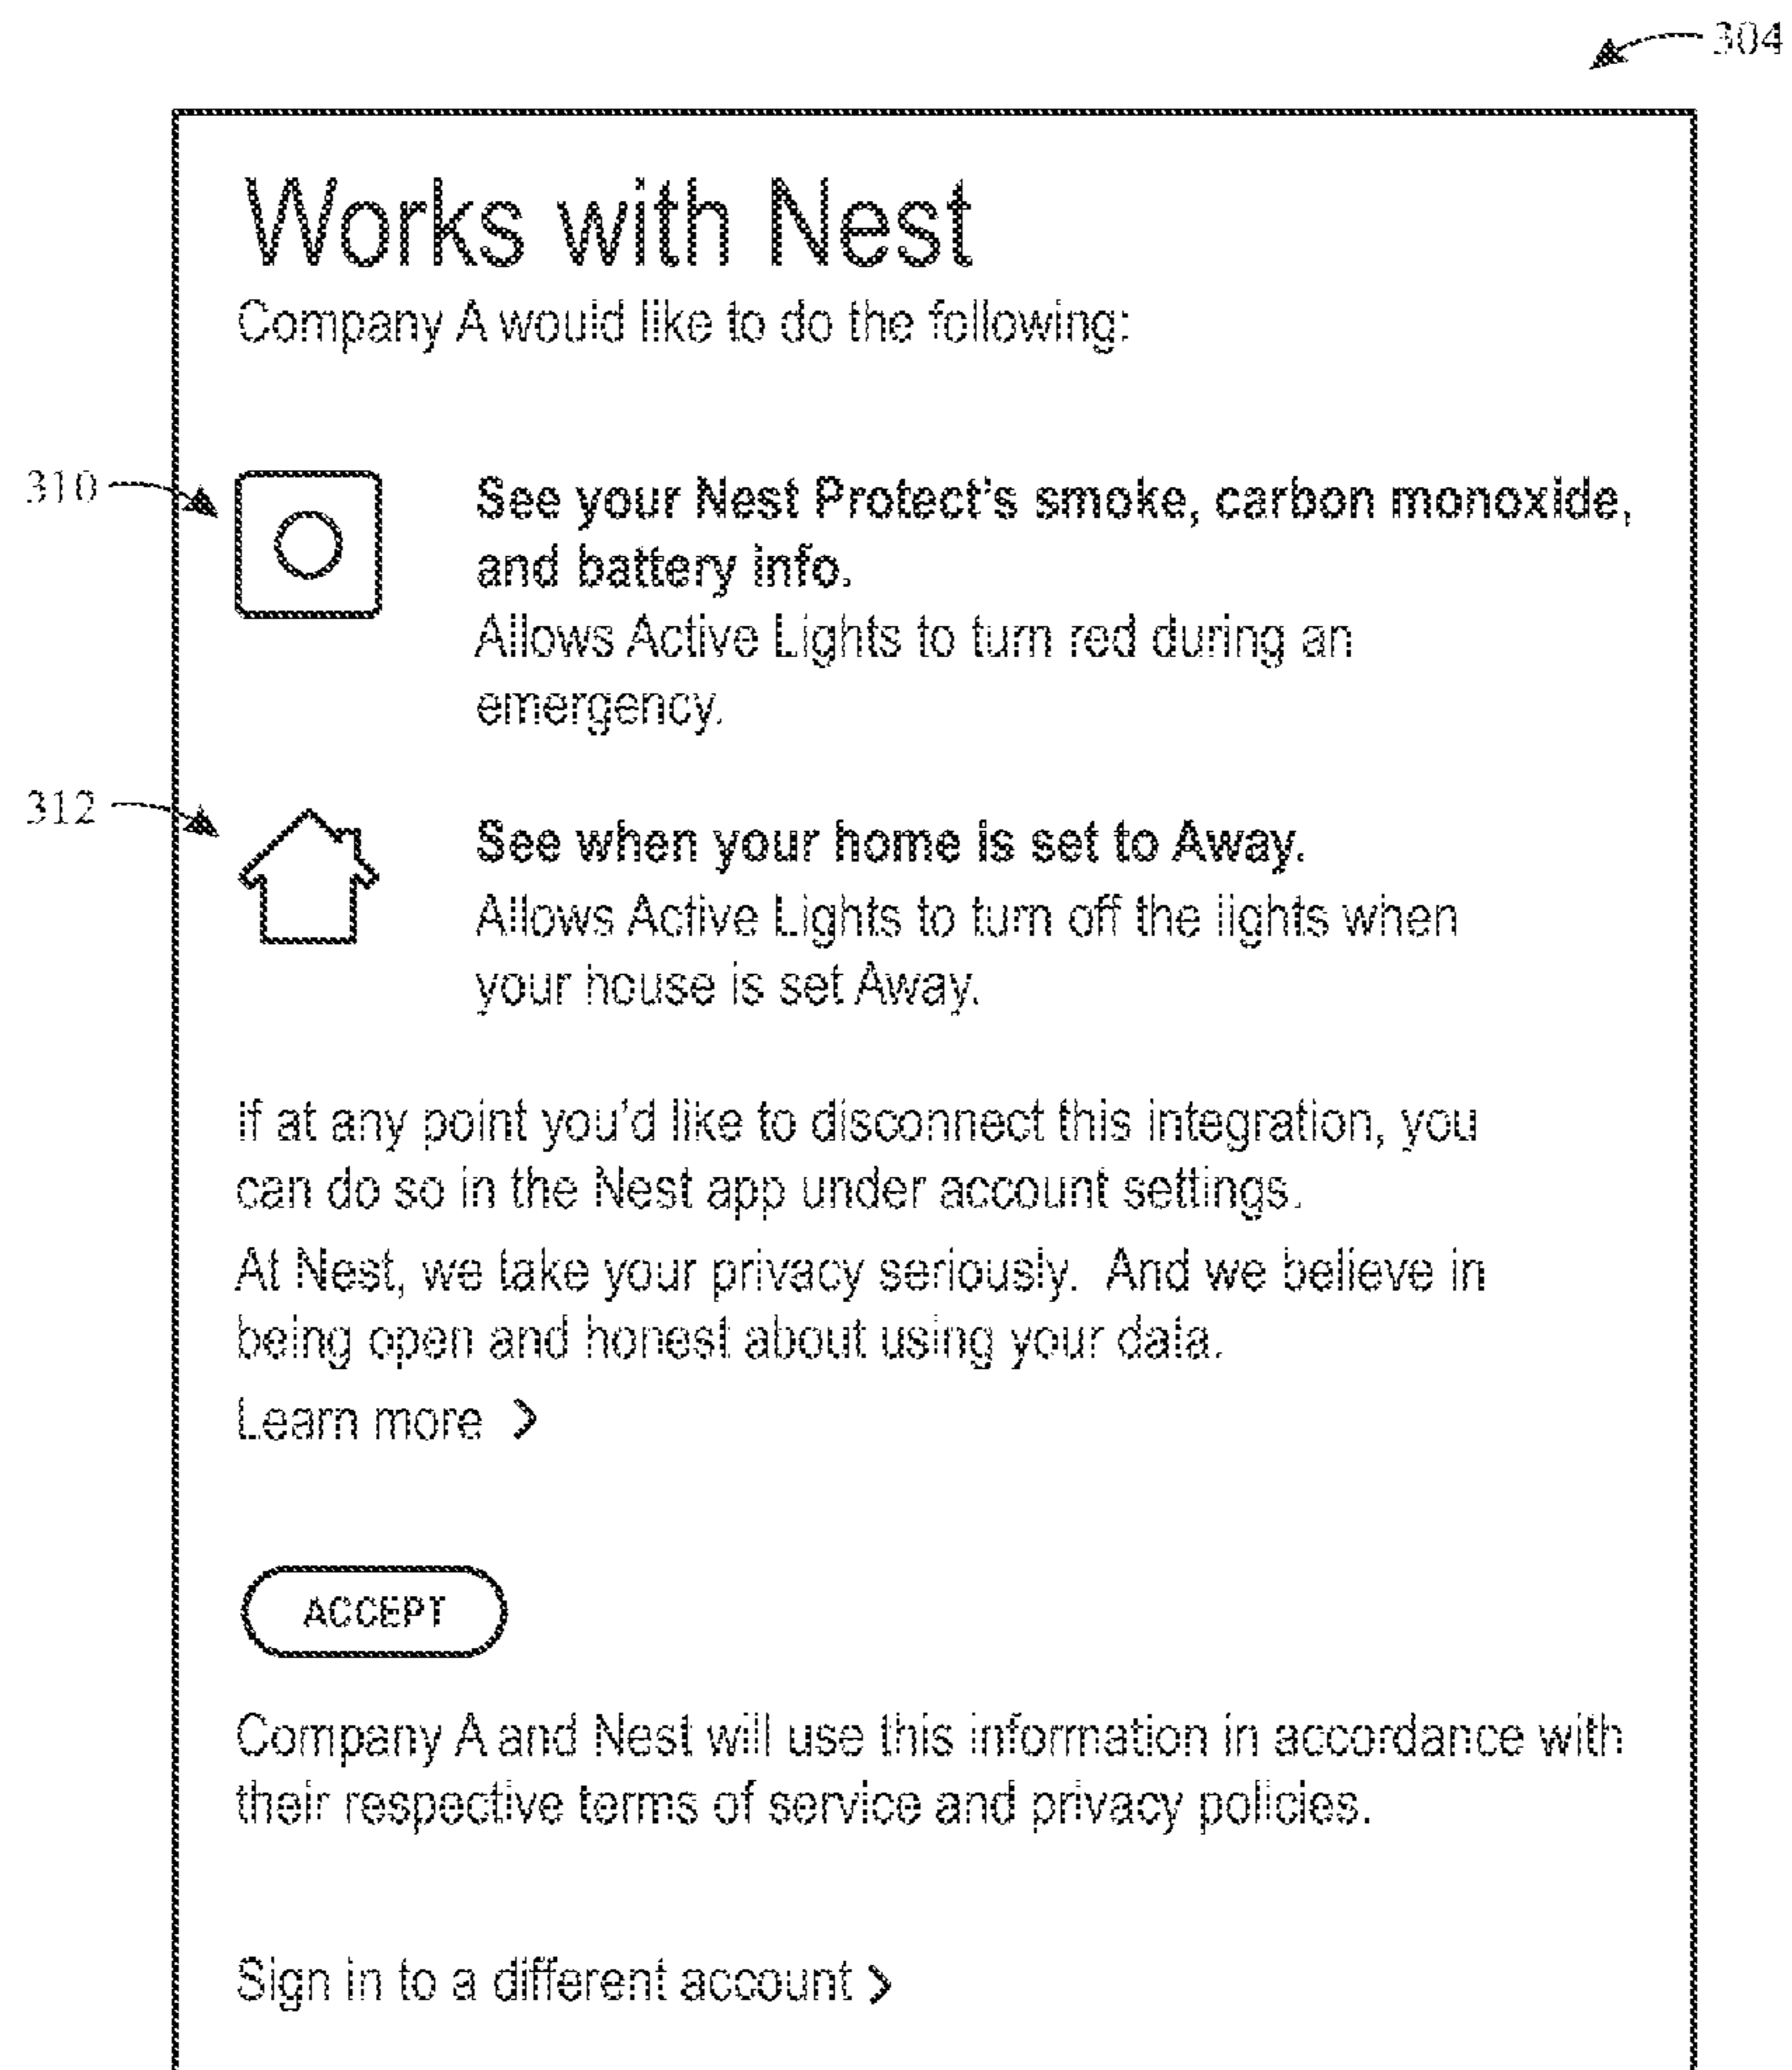 304
Works with Nest
Company A would like to do the following:
310
See your Nest Protect's smoke, carbon monoxide,
and battery info.
Allows Active Lights to turn red during an
emergency.
312
See when your home is set to Away.
Allows Active Lights to turn off the lights when
your house is set Away.
If at any point you'd like to disconnect this integration, you
can do so in the Nest app under account settings.
At Nest, we take your privacy seriously. And we believe in
being open and honest about using your data.
Learn more >
ACCEPT
Company A and Nest will use this information in accordance with
their respective terms of service and privacy policies.
Sign in to a different account >